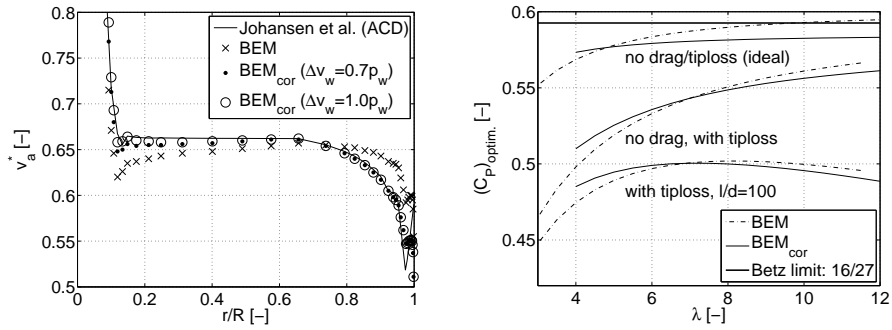 0.8
0.75
0.7
0.65
0.6
0.55
0.5
v*a [–]
0
0.2
0.4
0.6
0.8
1
r/R [–]
Johansen et al. (ACD)
BEM
BEMcor (Δvw=0.7pw)
BEMcor (Δvw=1.0pw)
0.6
0.55
0.5
0.45
(CP)optim. [–]
4
6
8
10
12
λ [–]
no drag/tiploss (ideal)
no drag, with tiploss
with tiploss, l/d=100
BEM
BEMcor
Betz limit: 16/27